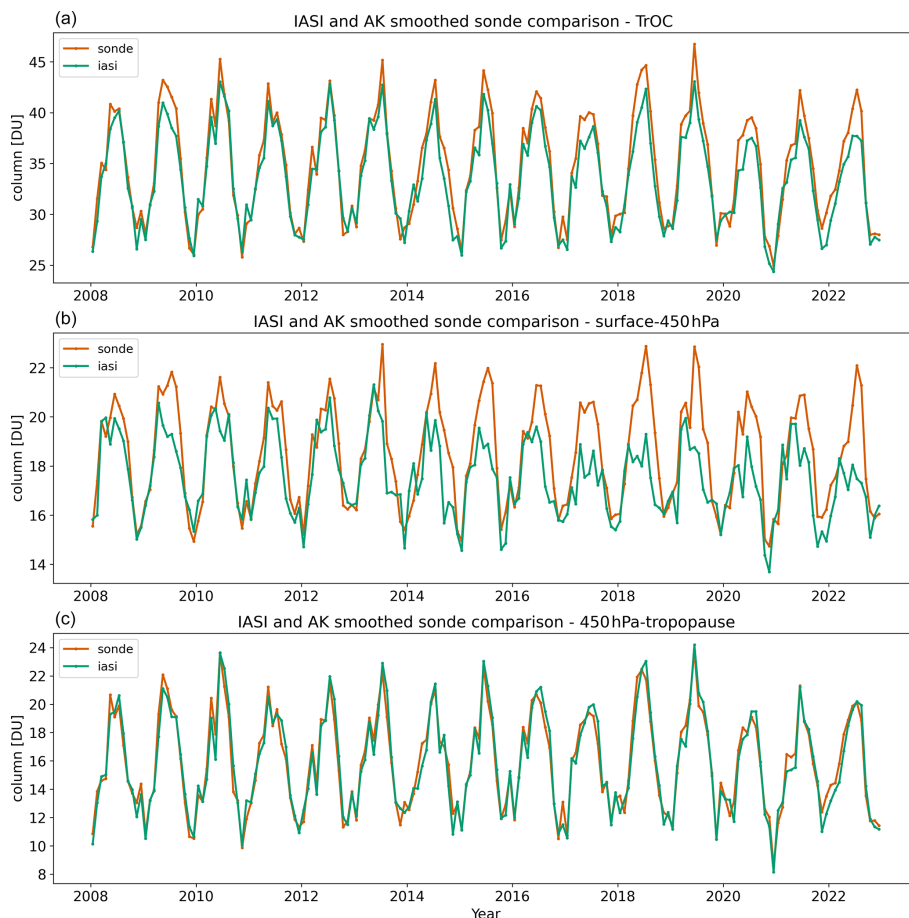 (a)
IASI and AK smoothed sonde comparison - TrOC
sonde
iasi
column [DU]
45
40
35
30
25
2008 2010 2012 2014 2016 2018 2020 2022
(b)
IASI and AK smoothed sonde comparison - surface-450hPa
sonde
iasi
column [DU]
22
20
18
16
14
2008 2010 2012 2014 2016 2018 2020 2022
(c)
IASI and AK smoothed sonde comparison - 450hPa-tropopause
sonde
iasi
column [DU]
24
22
20
18
16
14
12
10
8
2008 2010 2012 2014 2016 2018 2020 2022
Year